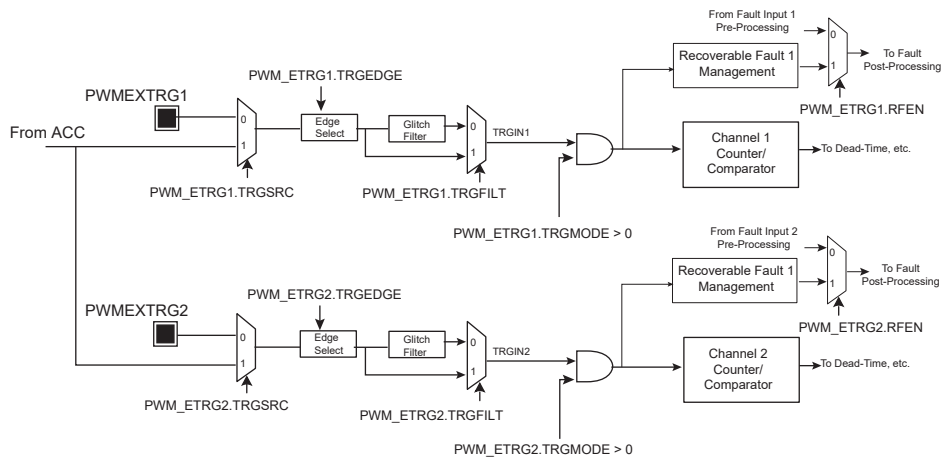 From Fault Input 1
Pre-Processing
0
1
To Fault
Post-Processing
Recoverable Fault 1
Management
PWM_ETRG1.RFEN
PWM_ETRG1.TRGEDGE
PWMEXTRG1
From ACC
0
1
Edge
Select
Glitch
Filter
0
1
TRGIN1
Channel 1
Counter/
Comparator
To Dead-Time, etc.
PWM_ETRG1.TRGSRC
PWM_ETRG1.TRGFILT
PWM_ETRG1.TRGMODE > 0
From Fault Input 2
Pre-Processing
0
1
To Fault
Post-Processing
Recoverable Fault 1
Management
PWM_ETRG2.RFEN
PWM_ETRG2.TRGEDGE
PWMEXTRG2
0
1
Edge
Select
Glitch
Filter
0
1
TRGIN2
Channel 2
Counter/
Comparator
To Dead-Time, etc.
PWM_ETRG2.TRGSRC
PWM_ETRG2.TRGFILT
PWM_ETRG2.TRGMODE > 0